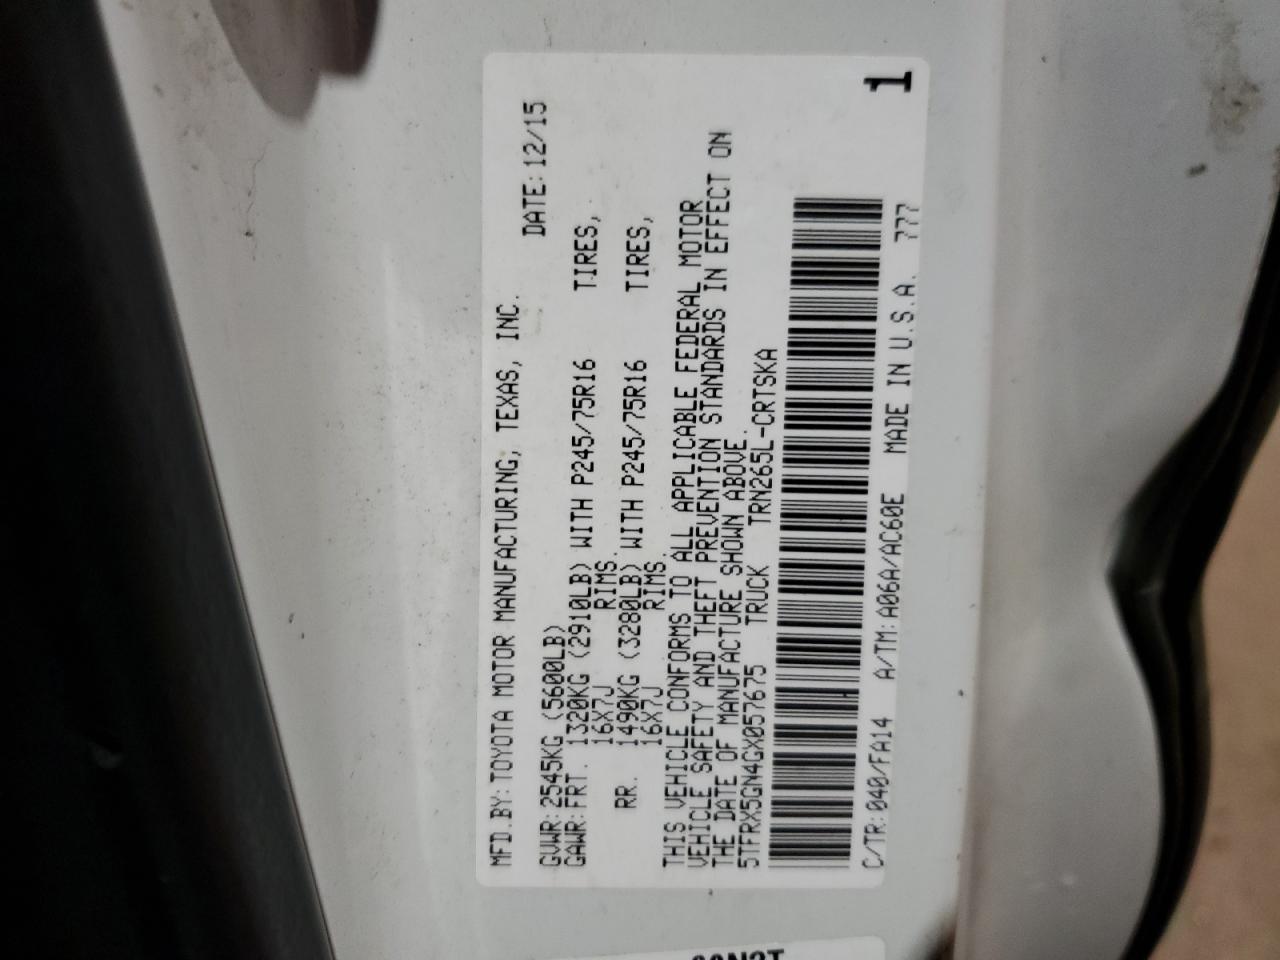 MFD.BY:TOYOTA MOTOR MANUFACTURING, TEXAS, INC.
DATE:12/15
GVWR:2545KG (5600LB)
GAWR:FRT. 1320KG (2910LB) WITH P245/75R16 TIRES,
16X7J RIMS.
RR. 1490KG (3280LB) WITH P245/75R16 TIRES,
16X7J RIMS.
THIS VEHICLE CONFORMS TO ALL APPLICABLE FEDERAL MOTOR
VEHICLE SAFETY AND THEFT PREVENTION STANDARDS IN EFFECT ON
THE DATE OF MANUFACTURE SHOWN ABOVE.
5TFRX5GN4GX057675 TRUCK TRN265L-CRTSKA
C/TR:040/FA14 A/TM:A06A/AC60E MADE IN U.S.A. 777
1